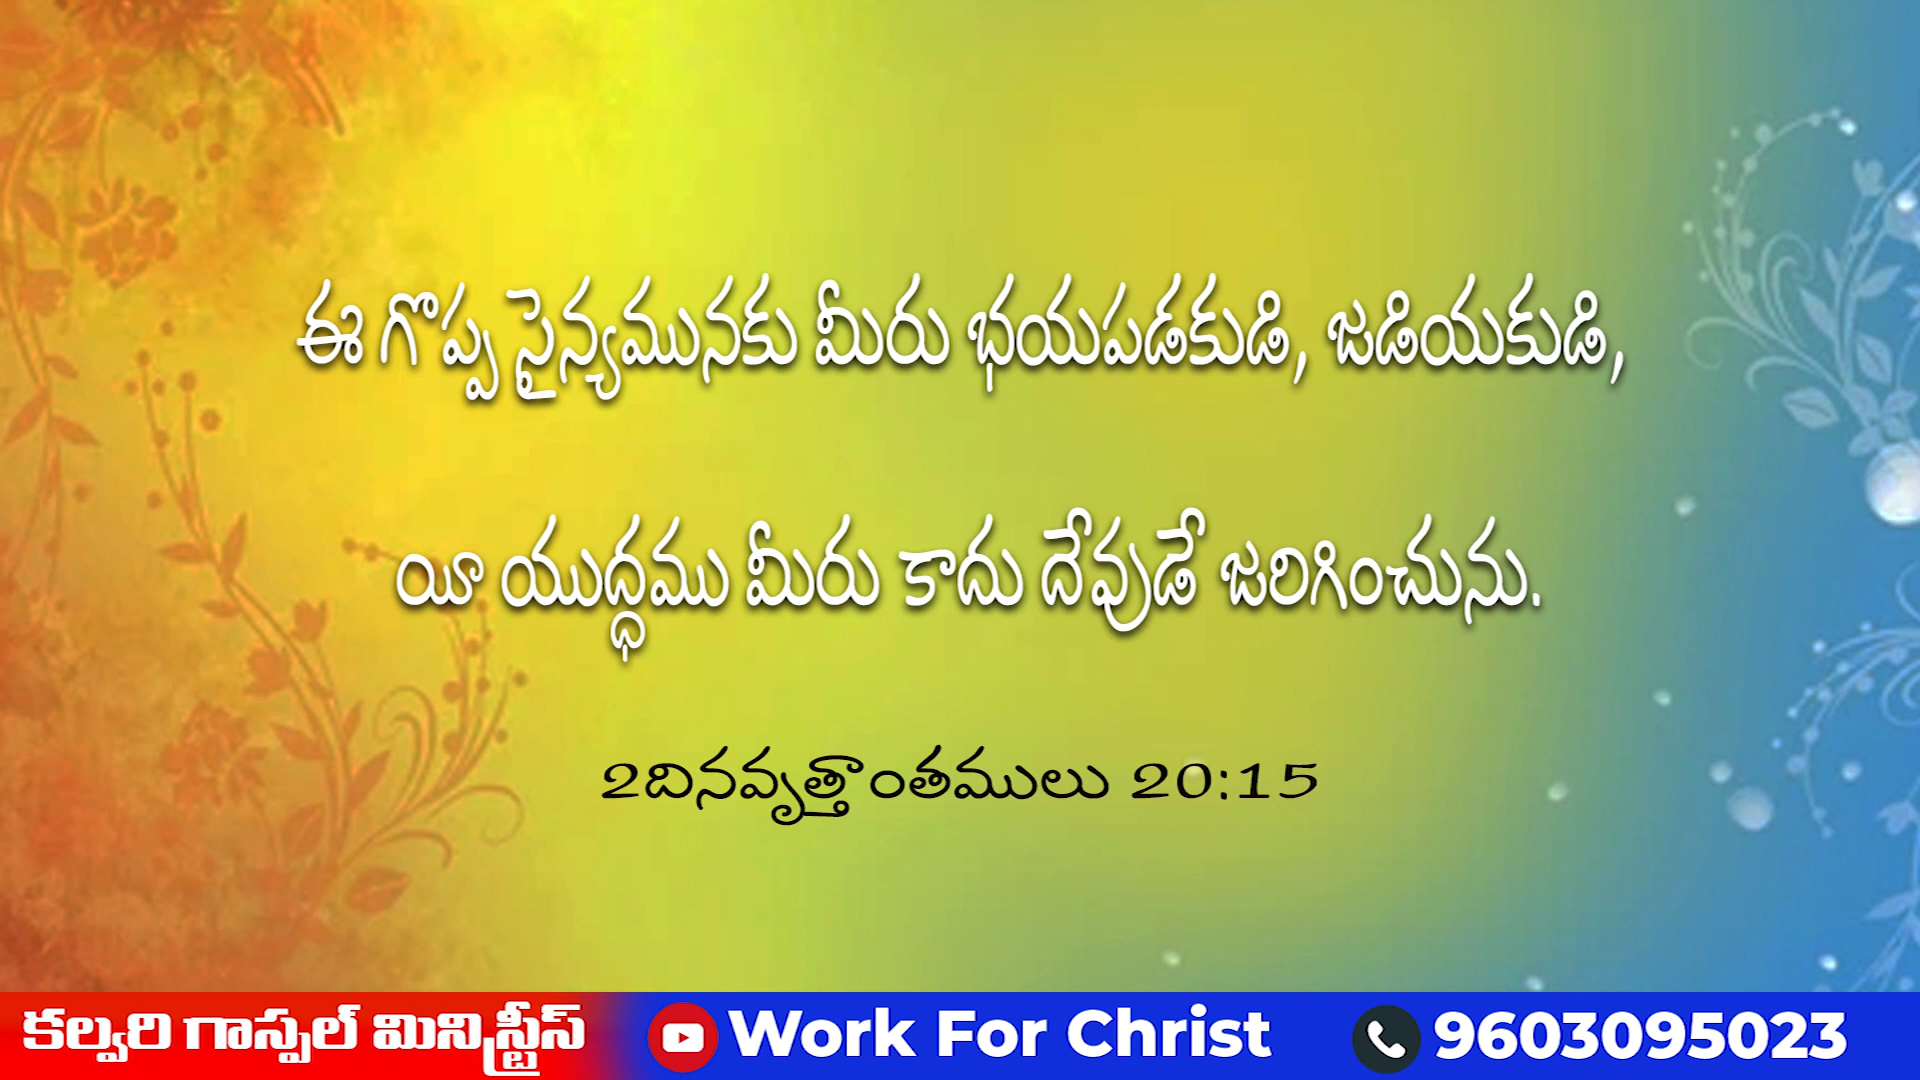 ఈ గొప్ప సైన్యమునకు మీరు భయపడకుడి, జడియకుడి,
యీ యుద్ధము మీరు కాదు దేవుడే జరిగించును.
2దినవృత్తాంతములు 20:15
కల్వరి గాస్పల్ మినిస్ట్రీస్ Work For Christ 9603095023